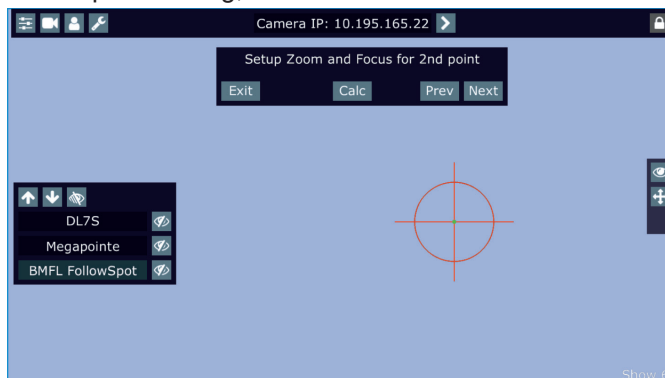 Camera IP: 10.195.165.22
Setup Zoom and Focus for 2nd point
Exit Calc Prev Next
DL7S
Megapointe
BMFL FollowSpot
Show